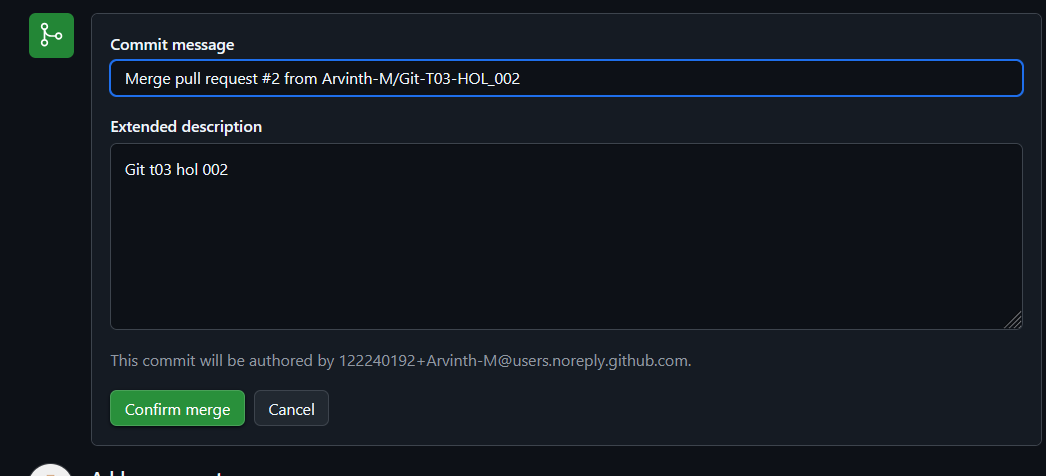 Commit message
Merge pull request #2 from Arvinth-M/Git-T03-HOL_002
Extended description
Git t03 hol 002
This commit will be authored by 122240192+Arvinth-M@users.noreply.github.com.
Confirm merge
Cancel